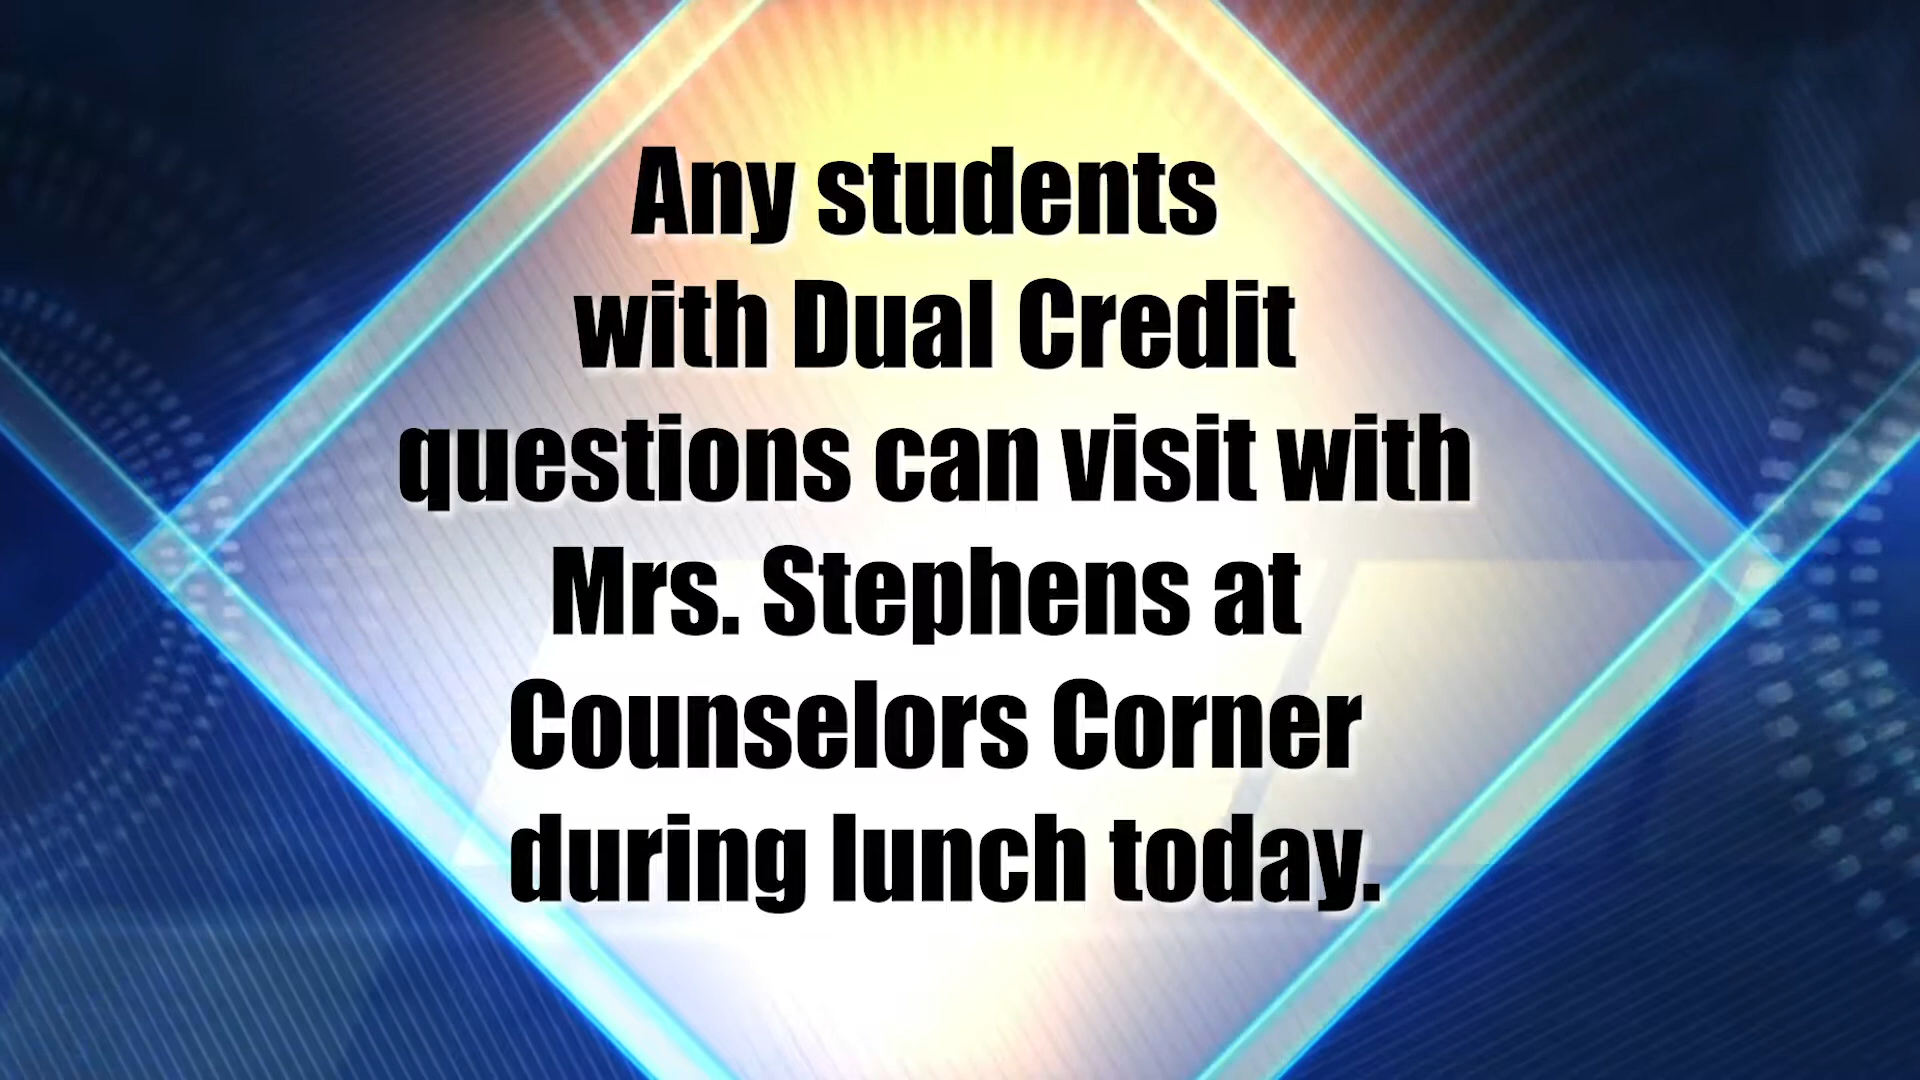 Any students
with Dual Credit
questions can visit with
Mrs. Stephens at
Counselors Corner
during lunch today.